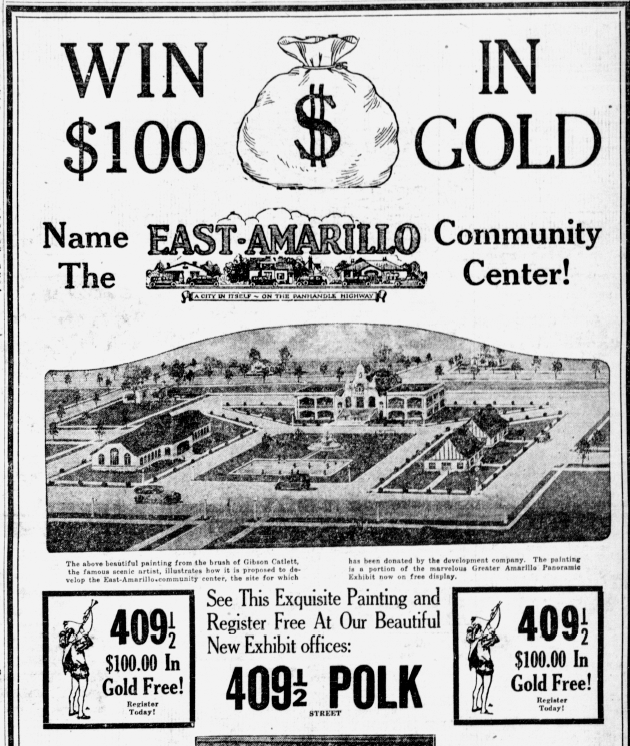 WIN
$100
$
IN
GOLD
Name
The
EAST-AMARILLO
A CITY IN ITSELF ~ ON THE PANHANDLE HIGHWAY
Community
Center!
The above beautiful painting from the brush of Gibson Catlett,
the famous scenic artist, illustrates how it is proposed to de-
velop the East-Amarillo community center, the site for which
has been donated by the development company. The painting
is a portion of the marvelous Greater Amarillo Panoramic
Exhibit now on free display.
409½
$100.00 In
Gold Free!
Register
Today!
See This Exquisite Painting and
Register Free At Our Beautiful
New Exhibit offices:
409½ POLK
STREET
409½
$100.00 In
Gold Free!
Register
Today!